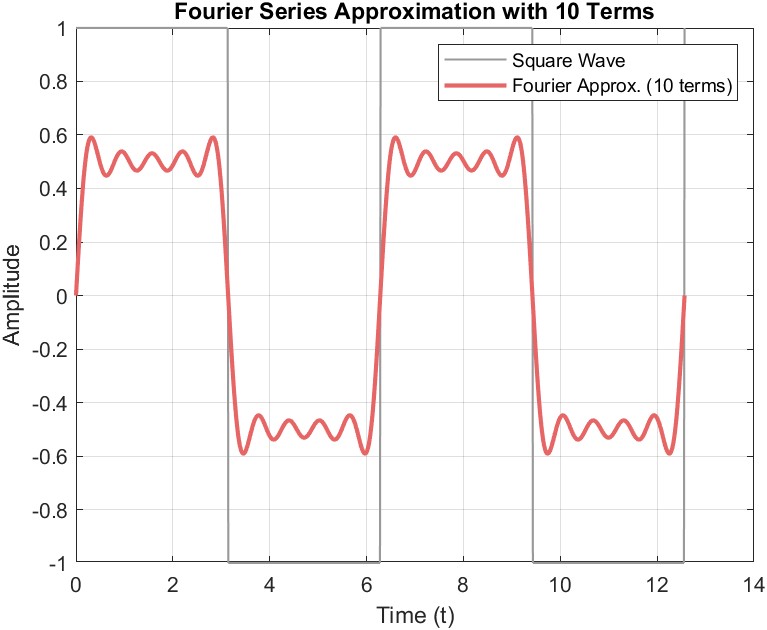 Fourier Series Approximation with 10 Terms
Square Wave
Fourier Approx. (10 terms)
Amplitude
1
0.8
0.6
0.4
0.2
0
-0.2
-0.4
-0.6
-0.8
-1
0 2 4 6 8 10 12 14
Time (t)